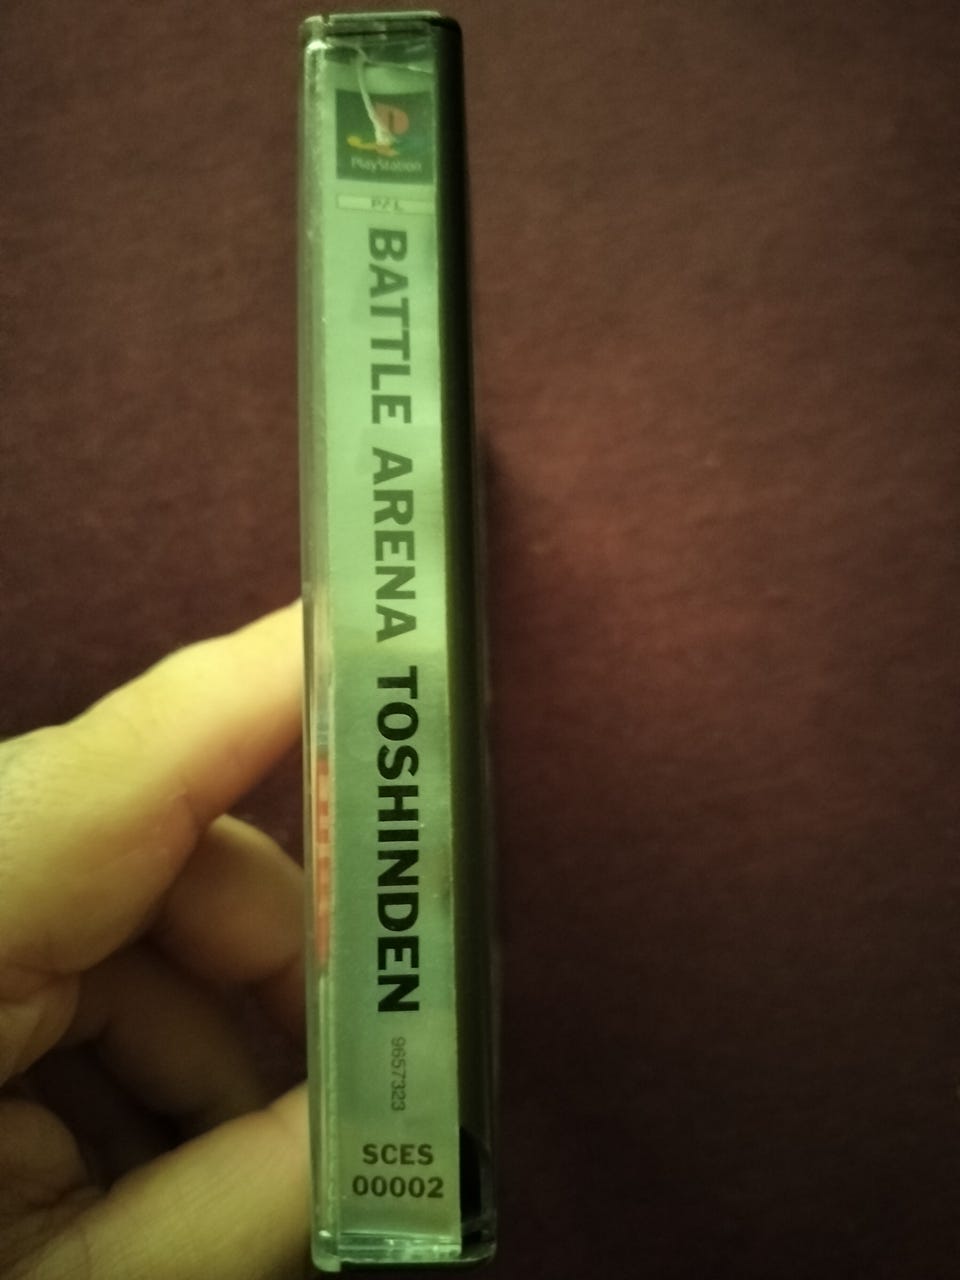 PlayStation
PAL
BATTLE ARENA TOSHINDEN
9657323
SCES
00002